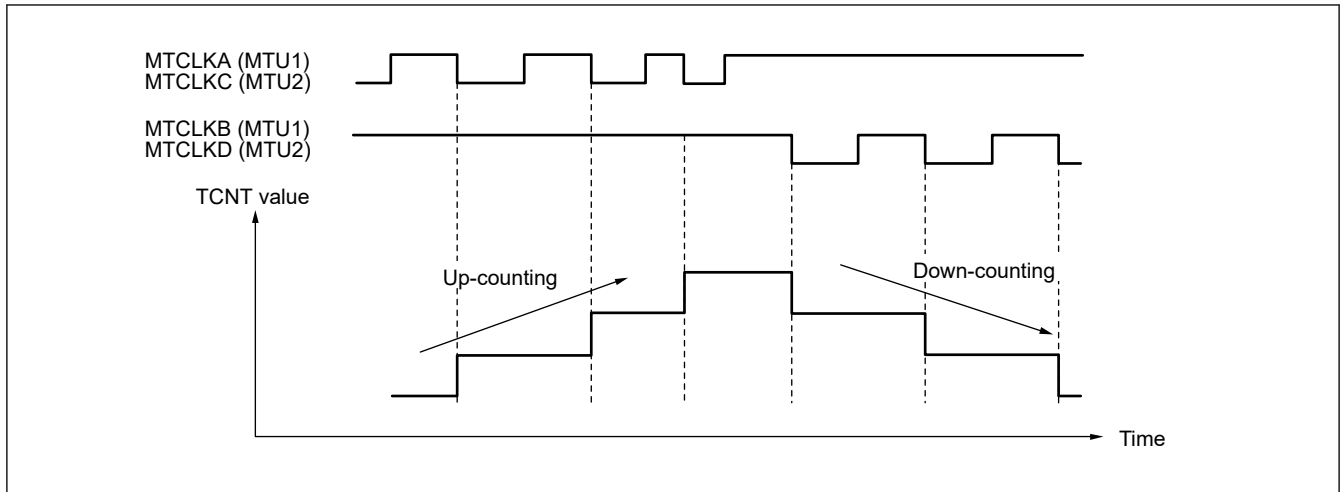 MTCLKA (MTU1)
MTCLKC (MTU2)
MTCLKB (MTU1)
MTCLKD (MTU2)
TCNT value
Up-counting
Down-counting
Time